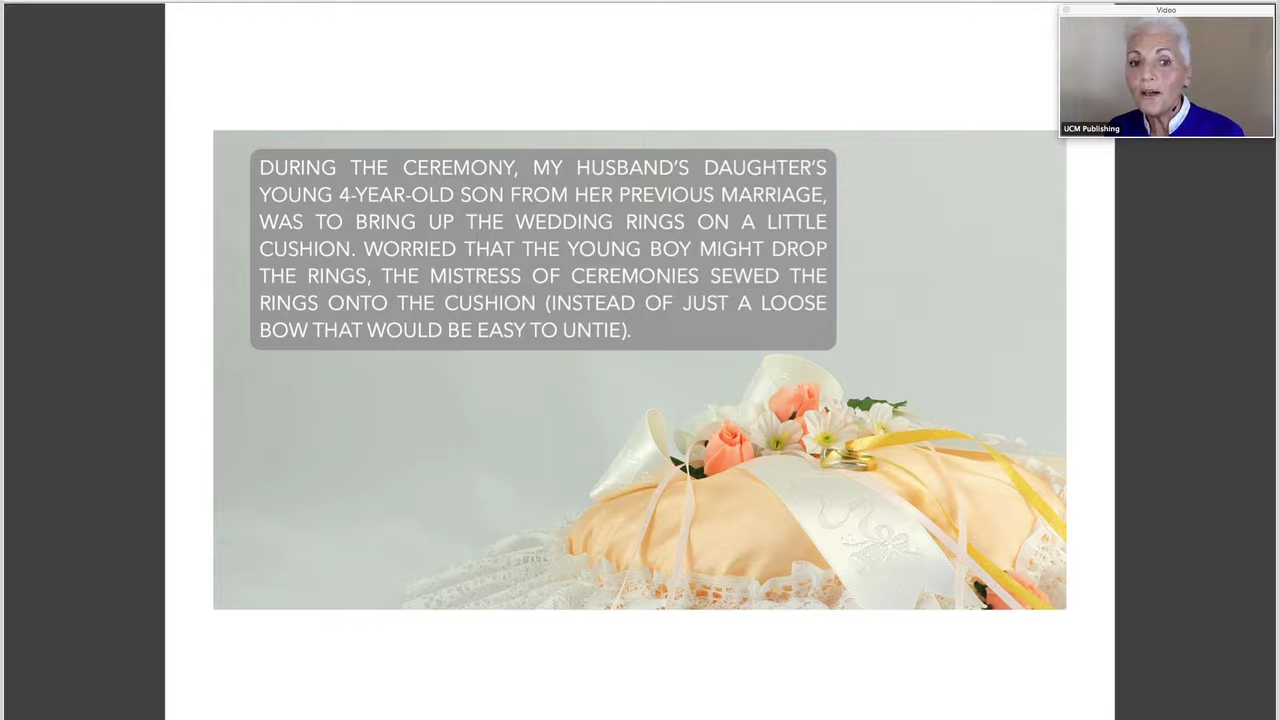 Video
UCM Publishing
DURING THE CEREMONY, MY HUSBAND’S DAUGHTER’S
YOUNG 4-YEAR-OLD SON FROM HER PREVIOUS MARRIAGE,
WAS TO BRING UP THE WEDDING RINGS ON A LITTLE
CUSHION. WORRIED THAT THE YOUNG BOY MIGHT DROP
THE RINGS, THE MISTRESS OF CEREMONIES SEWED THE
RINGS ONTO THE CUSHION (INSTEAD OF JUST A LOOSE
BOW THAT WOULD BE EASY TO UNTIE).